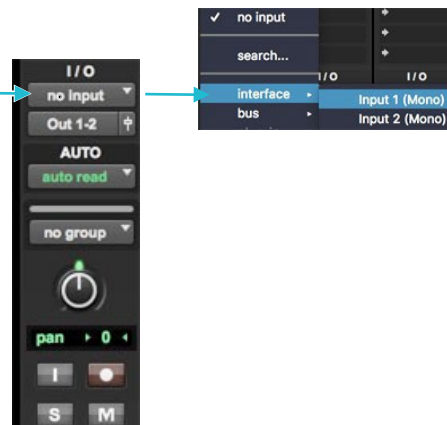 I/O
no input
Out 1-2
AUTO
auto read
no group
pan 0
I
S M
✓ no input
search...
I/O I/O
interface
Input 1 (Mono)
bus
Input 2 (Mono)